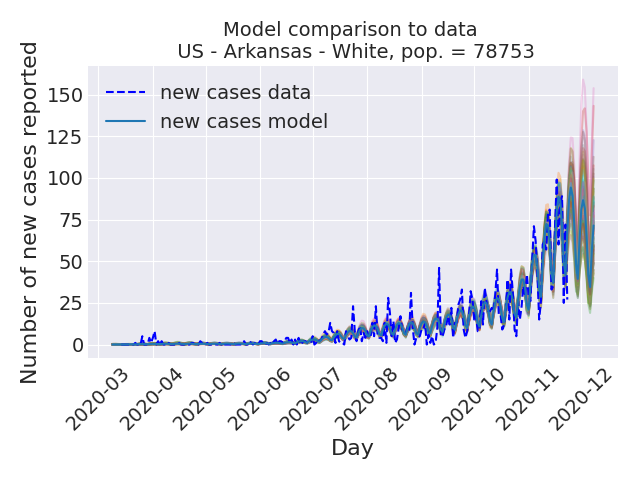 Model comparison to data
US - Arkansas - White, pop. = 78753
Number of new cases reported
150
125
100
75
50
25
0
new cases data
new cases model
2020-03
2020-04
2020-05
2020-06
2020-07
2020-08
2020-09
2020-10
2020-11
2020-12
Day